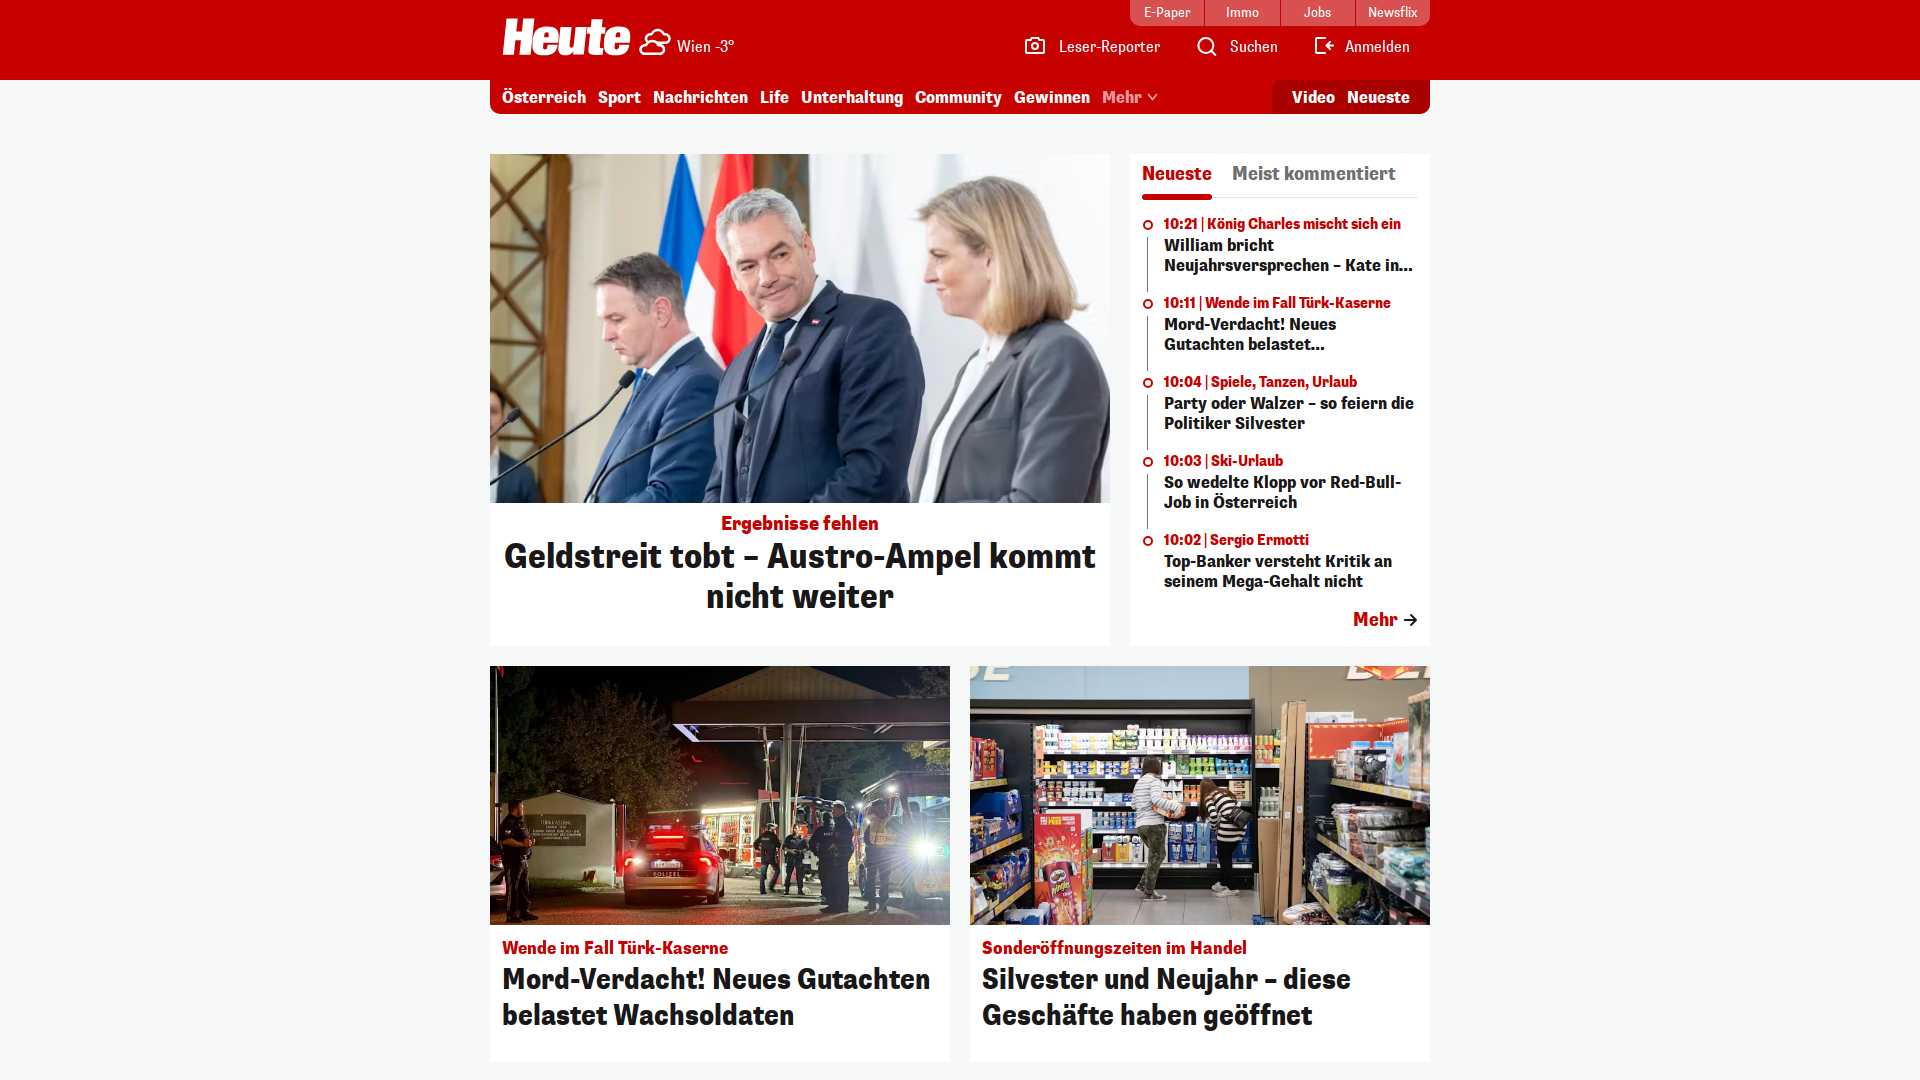 E-Paper
Immo
Jobs
Newsflix
Heute
Wien -3°
Leser-Reporter
Suchen
Anmelden
Österreich
Sport
Nachrichten
Life
Unterhaltung
Community
Gewinnen
Mehr
Video
Neueste
Ergebnisse fehlen
Geldstreit tobt – Austro-Ampel kommt
nicht weiter
Neueste
Meist kommentiert
10:21 | König Charles mischt sich ein
William bricht
Neujahrsversprechen – Kate in...
10:11 | Wende im Fall Türk-Kaserne
Mord-Verdacht! Neues
Gutachten belastet...
10:04 | Spiele, Tanzen, Urlaub
Party oder Walzer – so feiern die
Politiker Silvester
10:03 | Ski-Urlaub
So wedelte Klopp vor Red-Bull-
Job in Österreich
10:02 | Sergio Ermotti
Top-Banker versteht Kritik an
seinem Mega-Gehalt nicht
Mehr
POLIZEI
Pringles
Wende im Fall Türk-Kaserne
Mord-Verdacht! Neues Gutachten
belastet Wachsoldaten
Sonderöffnungszeiten im Handel
Silvester und Neujahr – diese
Geschäfte haben geöffnet